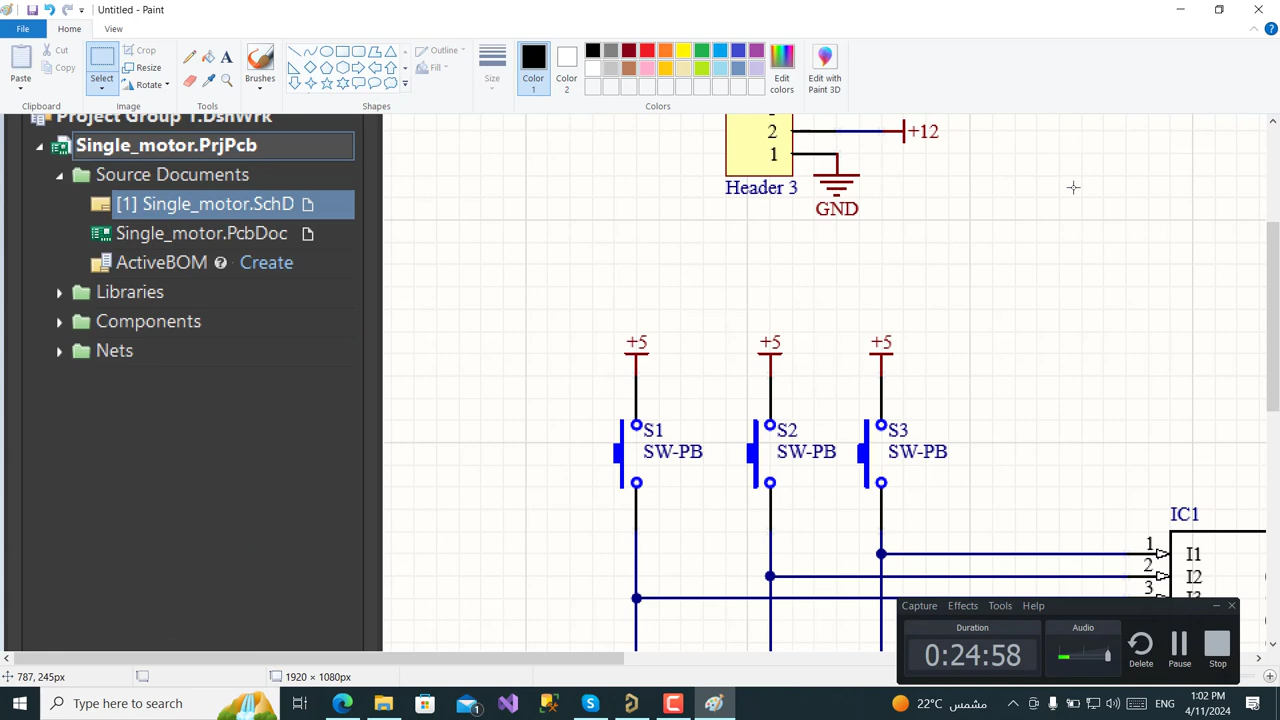 Untitled - Paint
File
Home
View
Paste
Cut
Copy
Clipboard
Select
Crop
Resize
Rotate
Image
Tools
Brushes
Outline
Fill
Shapes
Size
Color
1
Color
2
Colors
Edit
colors
Edit with
Paint 3D
Project Group 1.DsnWrk
Single_motor.PrjPcb
Source Documents
[1] Single_motor.SchD
Single_motor.PcbDoc
ActiveBOM
Create
Libraries
Components
Nets
2
+12
1
Header 3
GND
+5
+5
+5
S1
SW-PB
S2
SW-PB
S3
SW-PB
IC1
1
I1
2
I2
3
I3
Capture
Effects
Tools
Help
Duration
0:24:58
Audio
Delete
Pause
Stop
787, 245px
1920 × 1080px
Type here to search
22°C مشمس
ENG
1:02 PM
4/11/2024